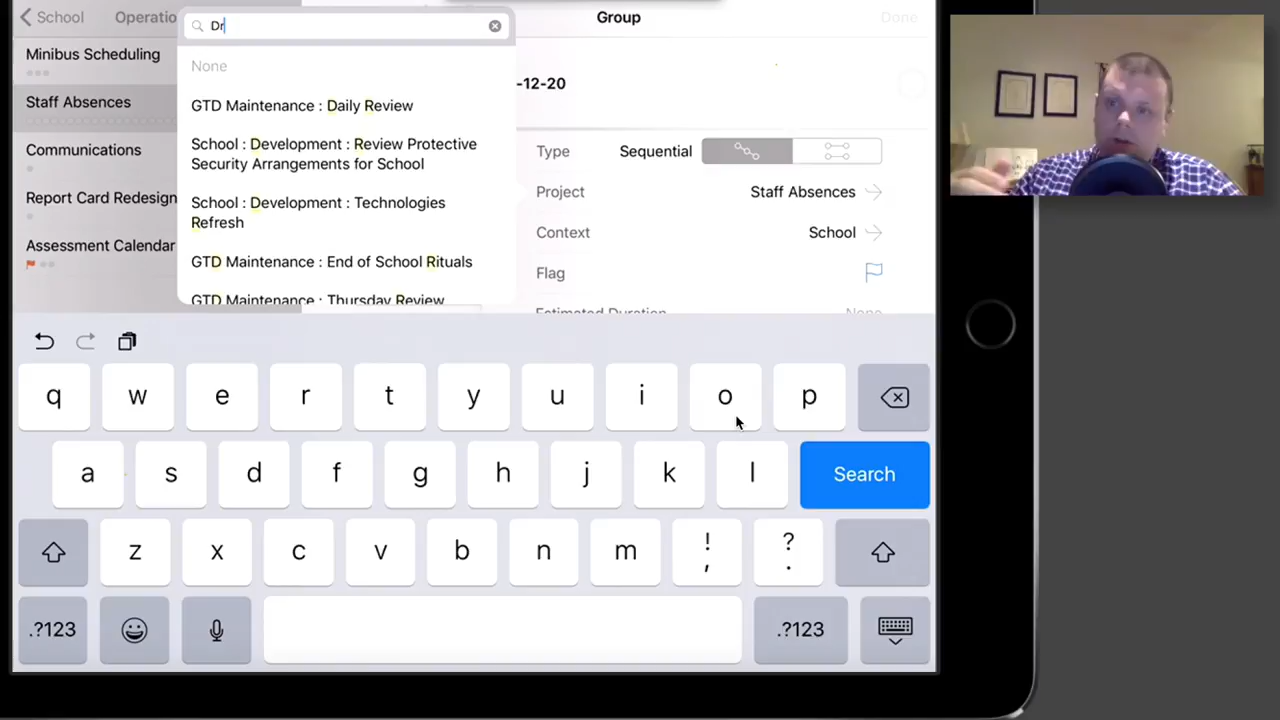 School
Operatio
Dr
Group
Done
Minibus Scheduling
Staff Absences
Communications
Report Card Redesign
Assessment Calendar
None
GTD Maintenance : Daily Review
School : Development : Review Protective
Security Arrangements for School
School : Development : Technologies
Refresh
GTD Maintenance : End of School Rituals
GTD Maintenance : Thursday Review
-12-20
Type
Sequential
Project
Staff Absences
Context
School
Flag
Estimated Duration
None
q w e r t y u i o p
a s d f g h j k l
Search
z x c v b n m ! , ? .
.?123
.?123